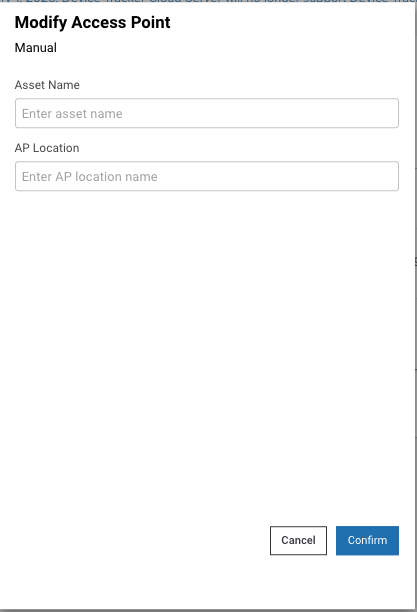 Modify Access Point
Manual
Asset Name
Enter asset name
AP Location
Enter AP location name
Cancel
Confirm